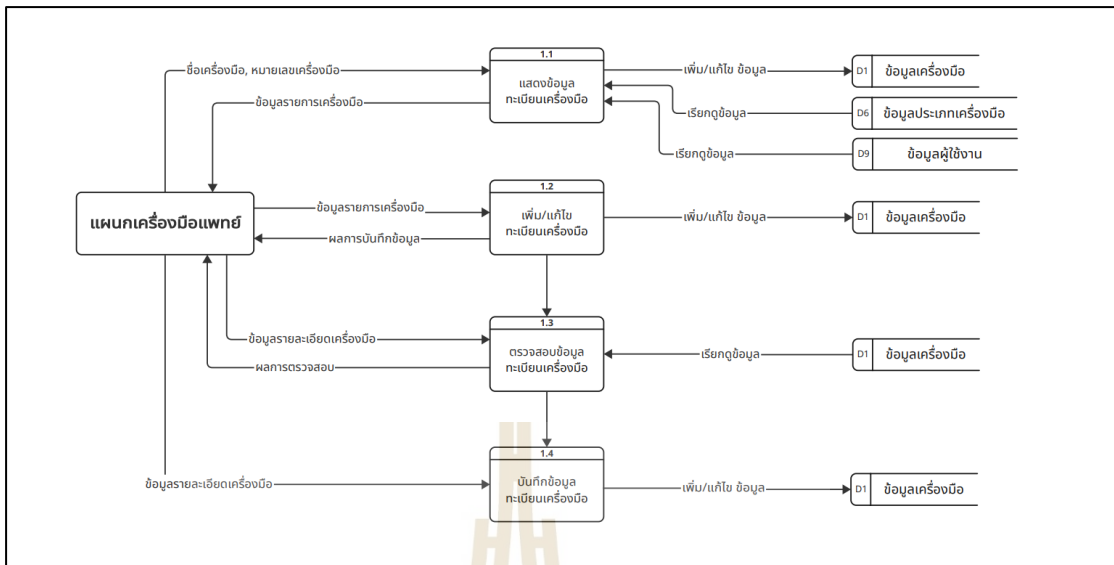 1.1
แสดงข้อมูล
ทะเบียนเครื่องมือ
ชื่อเครื่องมือ, หมายเลขเครื่องมือ
ข้อมูลรายการเครื่องมือ
เพิ่ม/แก้ไข ข้อมูล
D1 ข้อมูลเครื่องมือ
เรียกดูข้อมูล
D6 ข้อมูลประเภทเครื่องมือ
เรียกดูข้อมูล
D9 ข้อมูลผู้ใช้งาน
แผนกเครื่องมือแพทย์
ข้อมูลรายการเครื่องมือ
ผลการบันทึกข้อมูล
1.2
เพิ่ม/แก้ไข
ทะเบียนเครื่องมือ
เพิ่ม/แก้ไข ข้อมูล
D1 ข้อมูลเครื่องมือ
ข้อมูลรายละเอียดเครื่องมือ
ผลการตรวจสอบ
1.3
ตรวจสอบข้อมูล
ทะเบียนเครื่องมือ
เรียกดูข้อมูล
D1 ข้อมูลเครื่องมือ
ข้อมูลรายละเอียดเครื่องมือ
1.4
บันทึกข้อมูล
ทะเบียนเครื่องมือ
เพิ่ม/แก้ไข ข้อมูล
D1 ข้อมูลเครื่องมือ